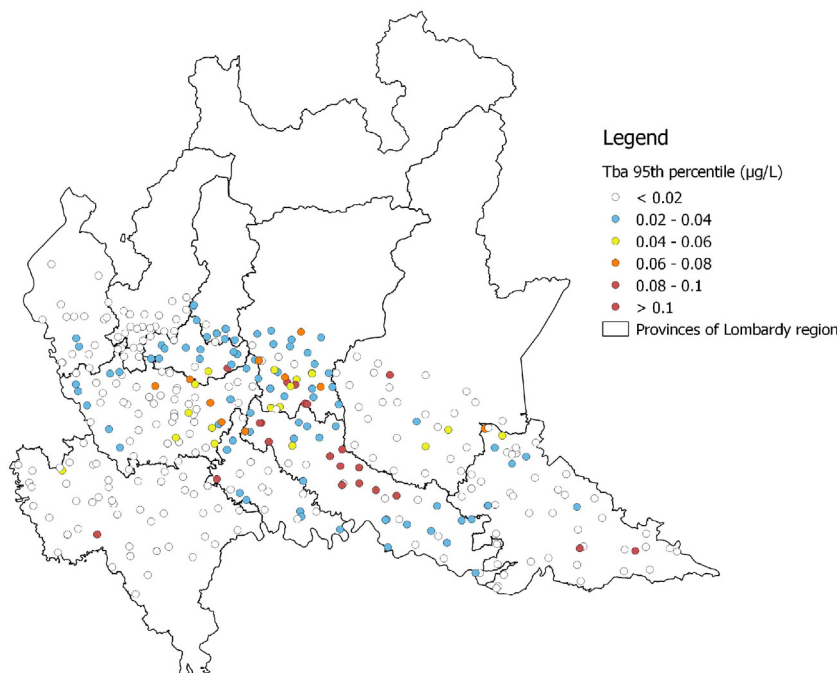 Legend
Tba 95th percentile (µg/L)
< 0.02
0.02 - 0.04
0.04 - 0.06
0.06 - 0.08
0.08 - 0.1
> 0.1
Provinces of Lombardy region